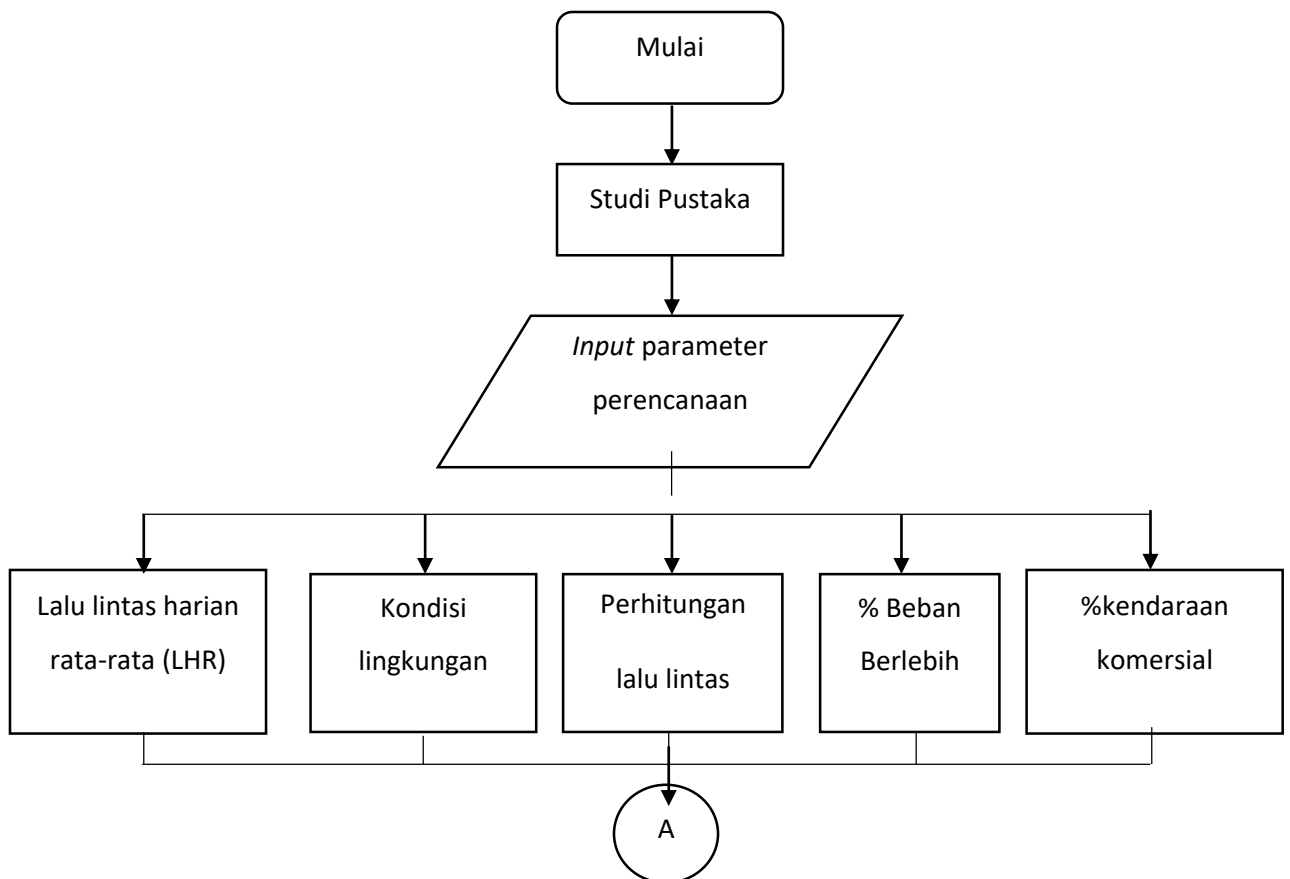 Mulai
Studi Pustaka
Input parameter
perencanaan
Lalu lintas harian
rata-rata (LHR)
Kondisi
lingkungan
Perhitungan
lalu lintas
% Beban
Berlebih
%kendaraan
komersial
A